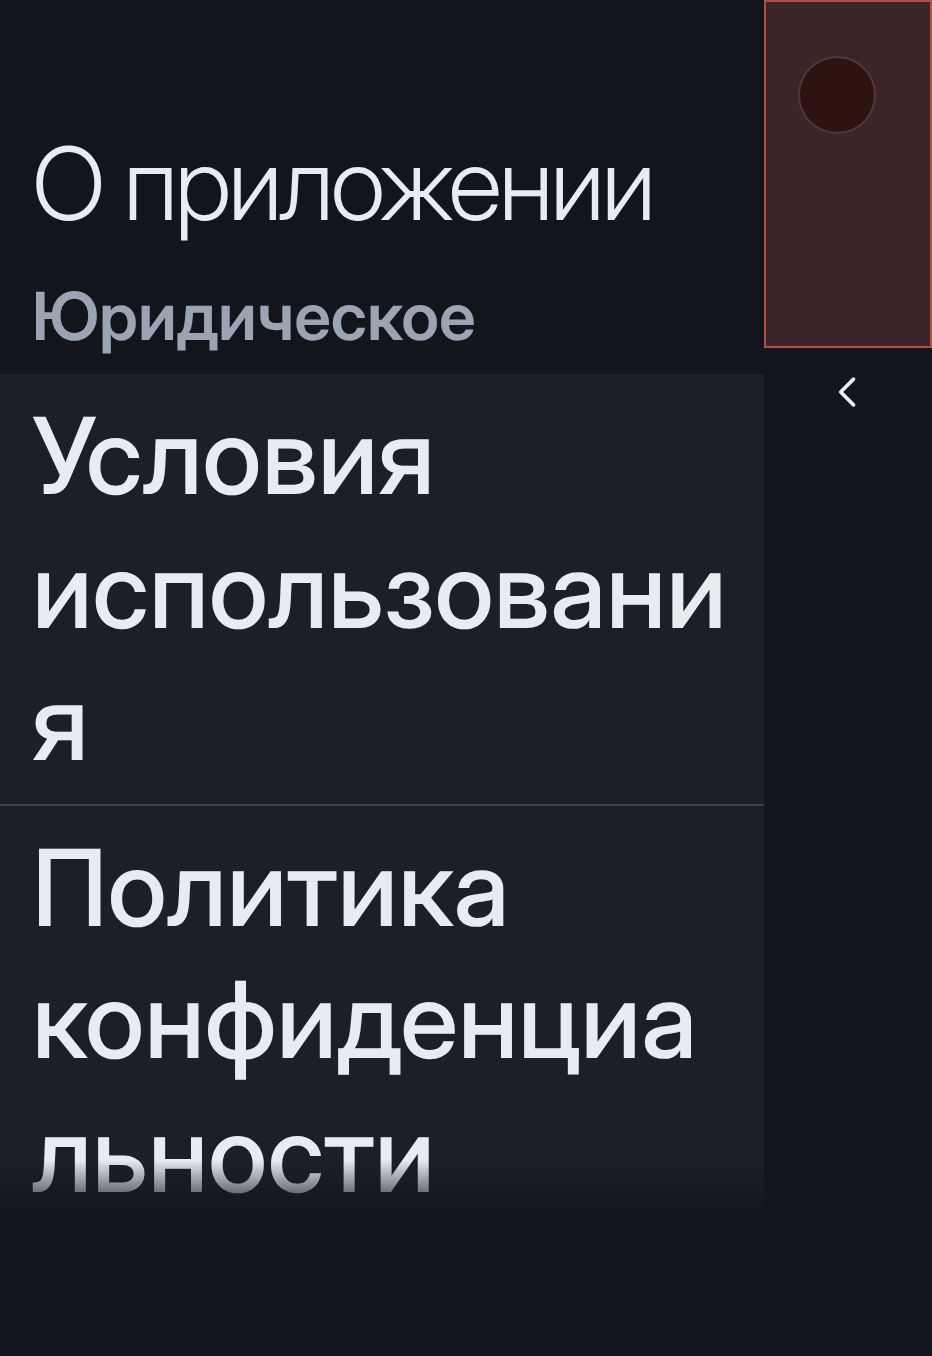 О приложении
Юридическое
Условия
использовани
я
Политика
конфиденциа
льности